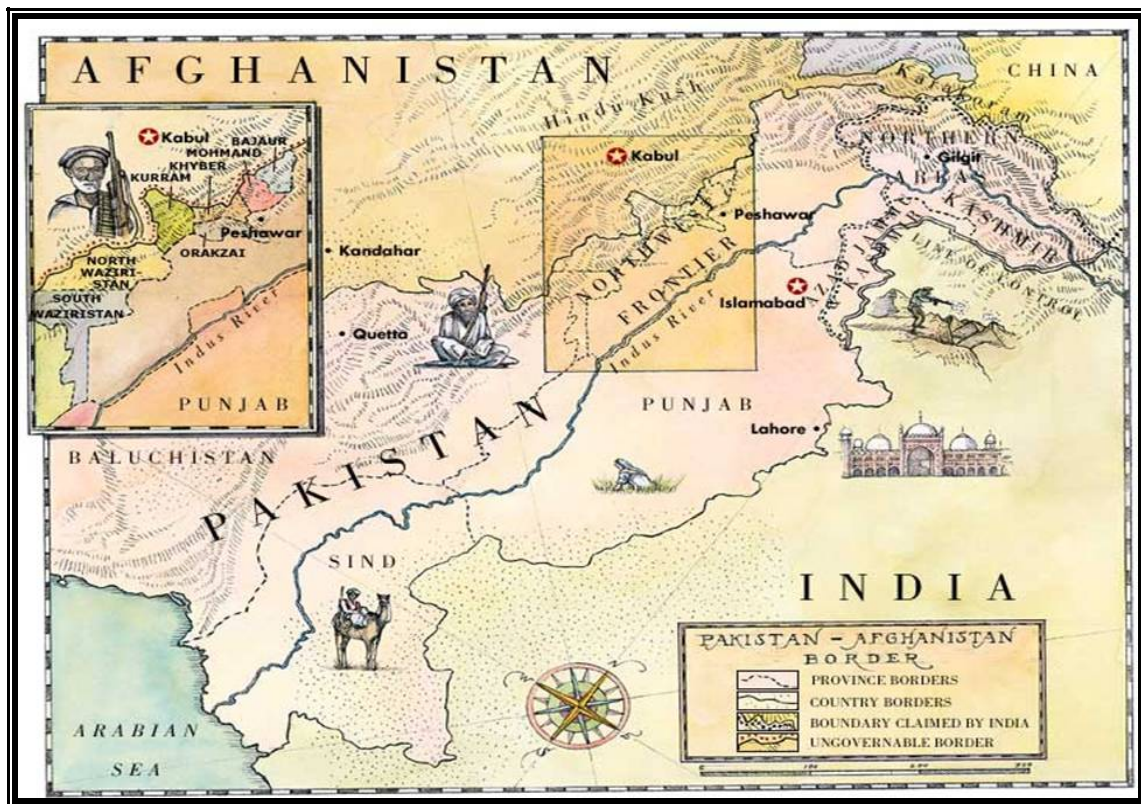 AFGHANISTAN
CHINA
Karakoram
Hindu Kush
NORTHERN
AREAS
Gilgit
KASHMIR
Kabul
Peshawar
NORTHWEST
FRONTIER
Indus River
Islamabad
AZAD JAMMU
KASHMIR
LINE OF CONTROL
Kandahar
Quetta
PUNJAB
Lahore
BALUCHISTAN
PAKISTAN
SIND
INDIA
ARABIAN
SEA
Kabul
BAJAUR
MOHMAND
KHYBER
KURRAM
Peshawar
ORAKZAI
NORTH
WAZIRI-
STAN
SOUTH
WAZIRISTAN
Indus River
PUNJAB
PAKISTAN – AFGHANISTAN
BORDER
PROVINCE BORDERS
COUNTRY BORDERS
BOUNDARY CLAIMED BY INDIA
UNGOVERNABLE BORDER